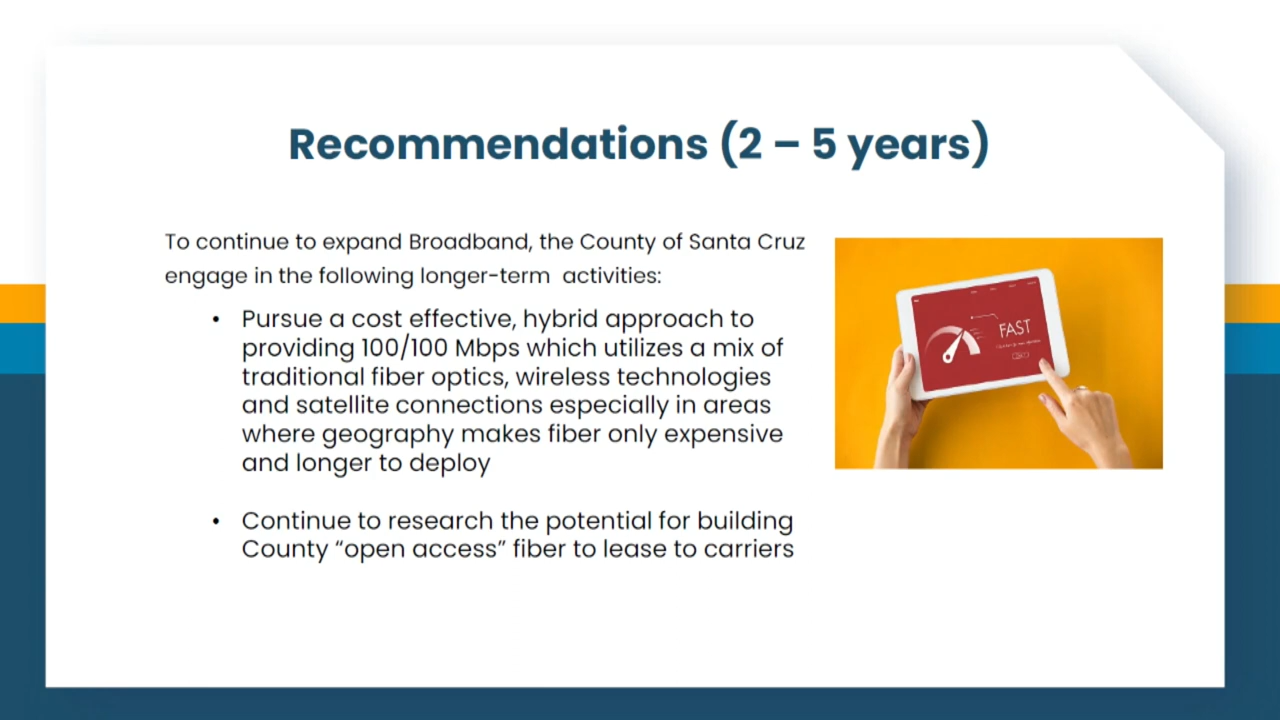 Recommendations (2 – 5 years)
To continue to expand Broadband, the County of Santa Cruz
engage in the following longer-term  activities:
• Pursue a cost effective, hybrid approach to
providing 100/100 Mbps which utilizes a mix of
traditional fiber optics, wireless technologies
and satellite connections especially in areas
where geography makes fiber only expensive
and longer to deploy
• Continue to research the potential for building
County “open access” fiber to lease to carriers
FAST